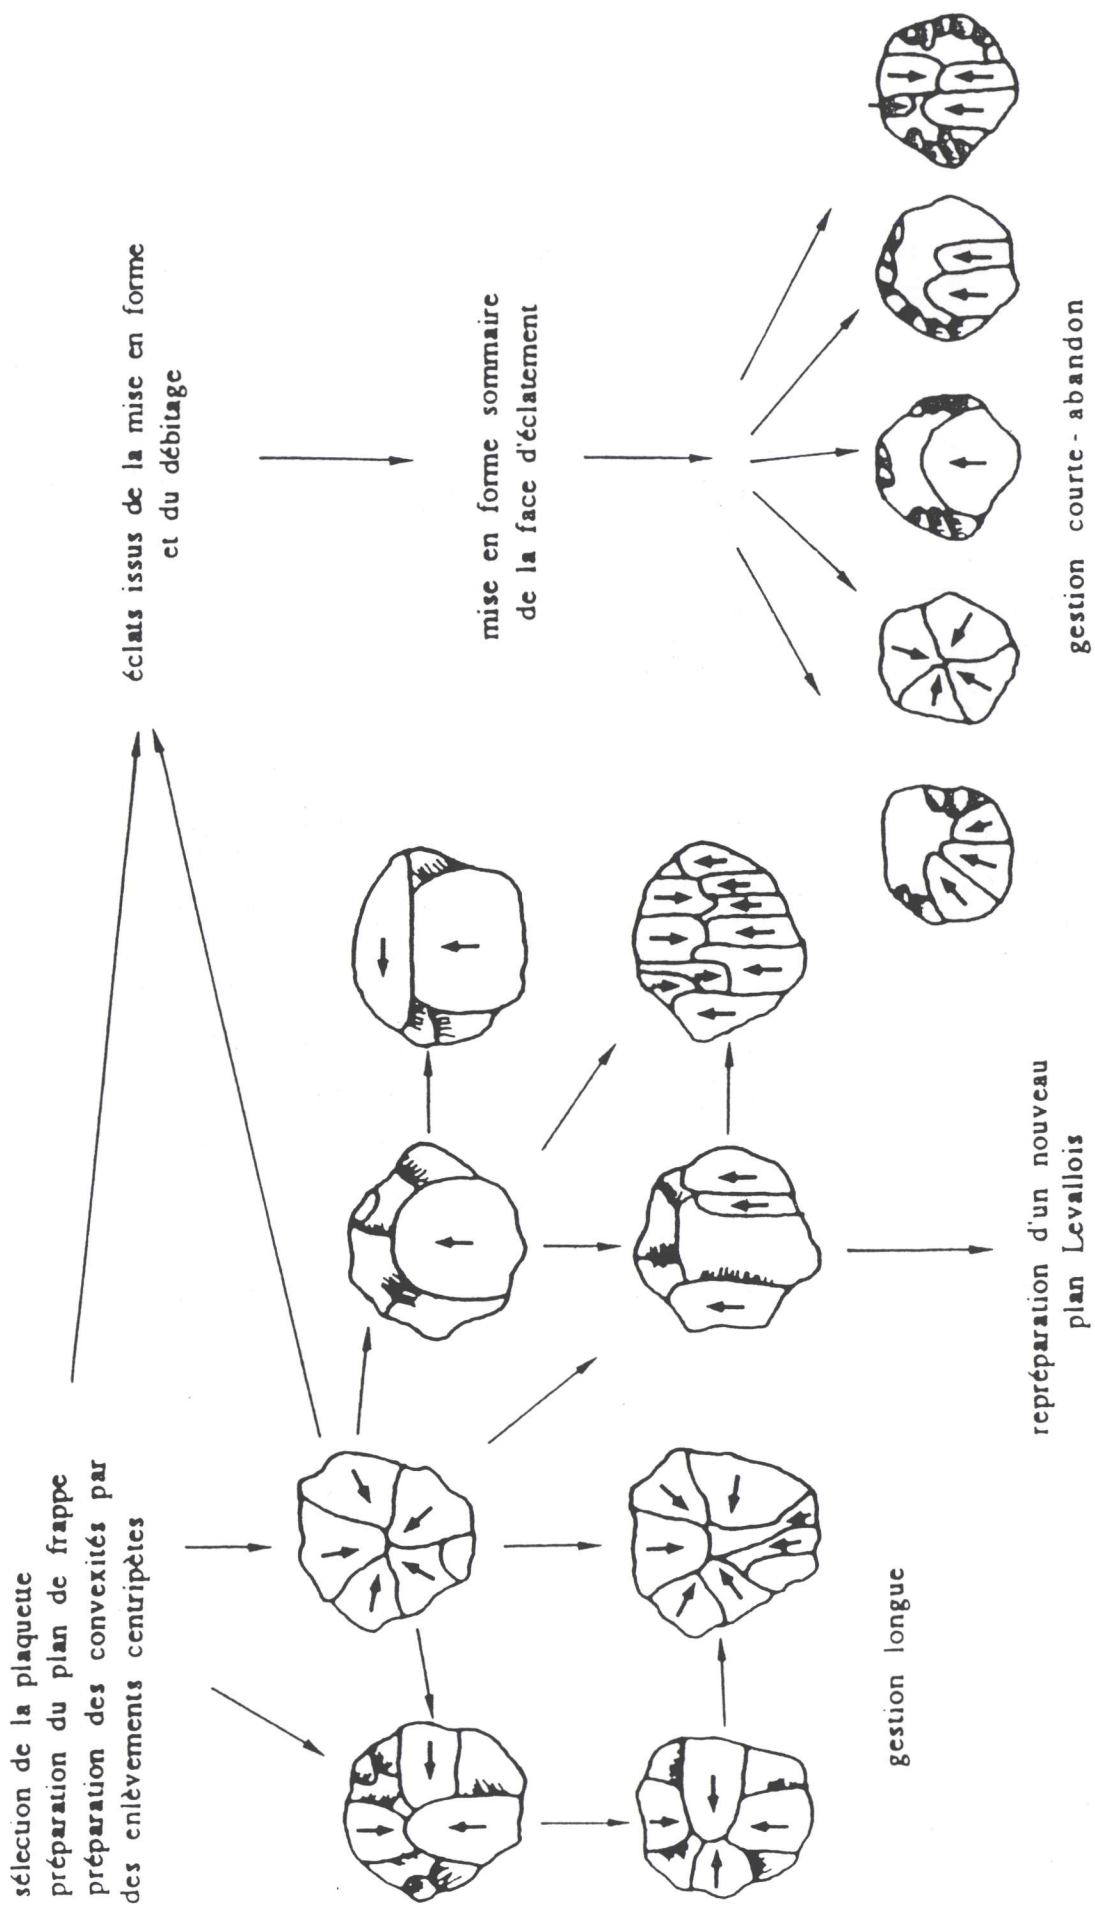 sélection de la plaquette
préparation du plan de frappe
préparation des convexités par
des enlèvements centripètes
éclats issus de la mise en forme
et du débitage
mise en forme sommaire
de la face d'éclatement
gestion longue
repréparation d'un nouveau
plan Levallois
gestion courte - abandon